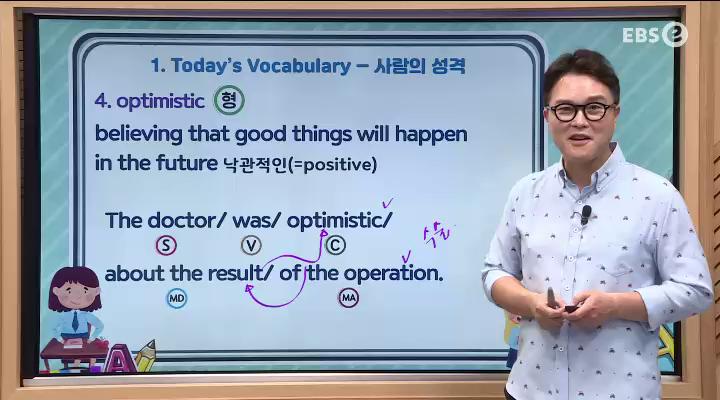 EBS
1. Today's Vocabulary – 사람의 성격
4. optimistic 형
believing that good things will happen
in the future 낙관적인(=positive)
The doctor/ was/ optimistic/
S V C
about the result/ of the operation.
MD MA
A